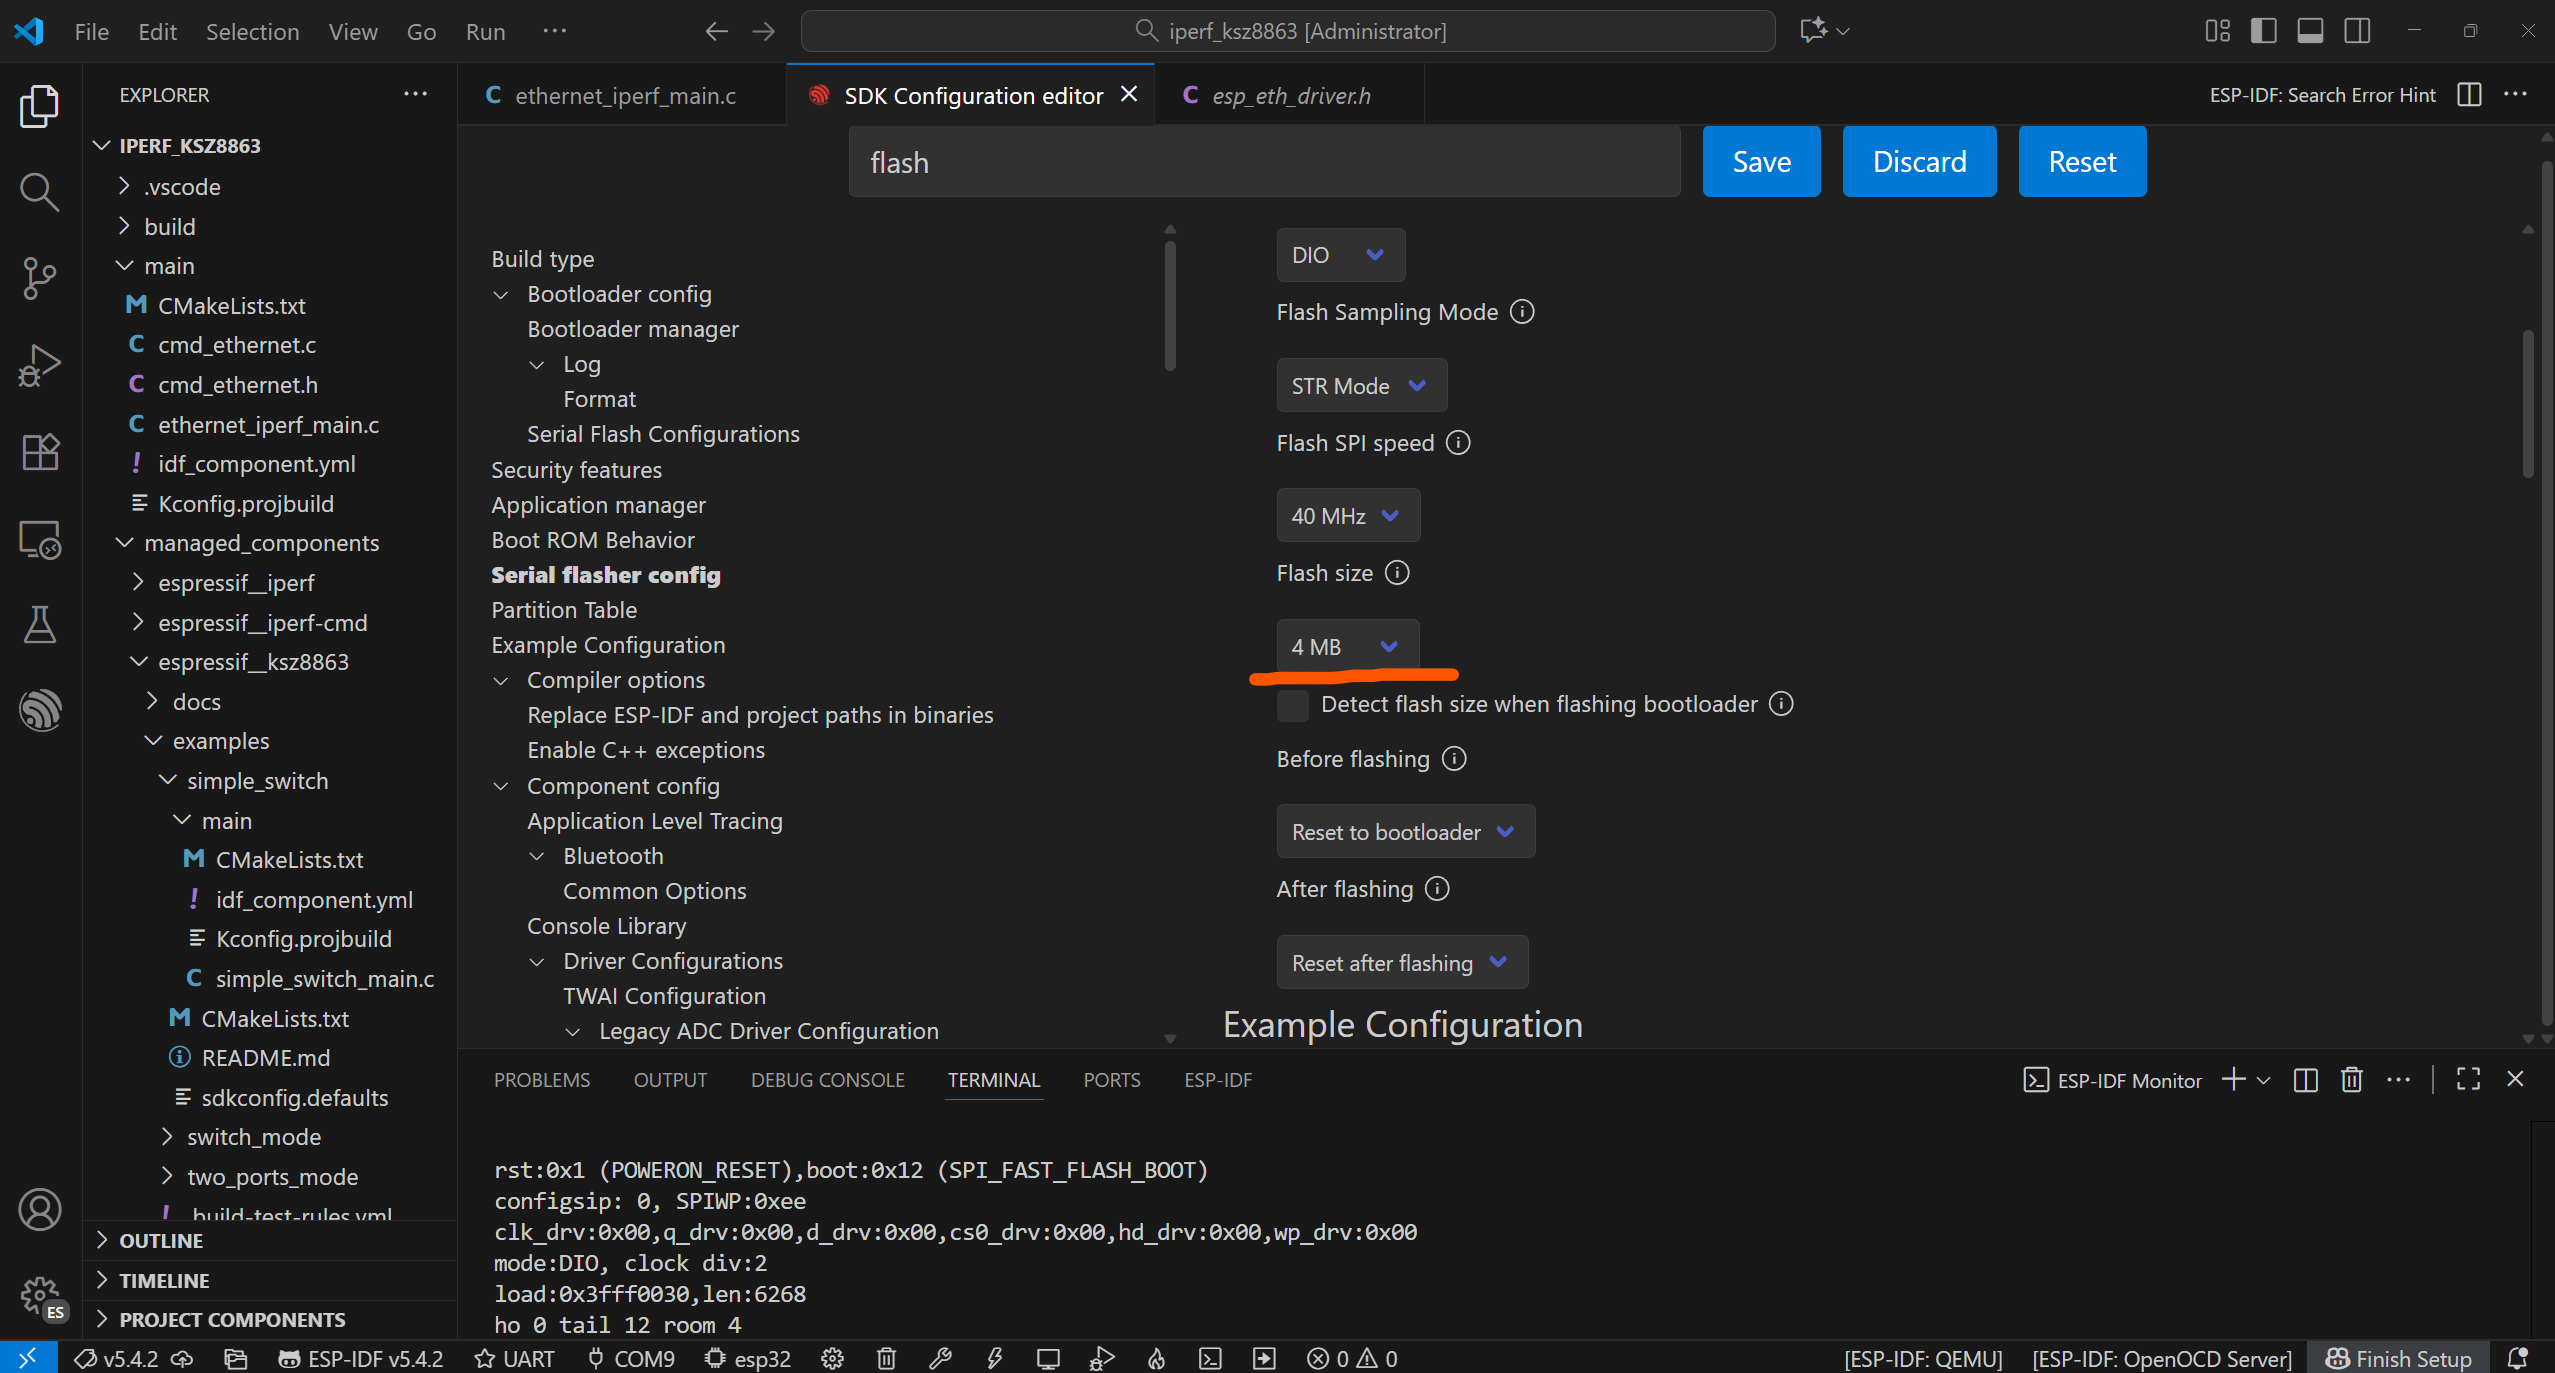 File Edit Selection View Go Run ···
iperf_ksz8863 [Administrator]
EXPLORER
ethernet_iperf_main.c
SDK Configuration editor
esp_eth_driver.h
ESP-IDF: Search Error Hint
IPERF_KSZ8863
.vscode
build
main
CMakeLists.txt
cmd_ethernet.c
cmd_ethernet.h
ethernet_iperf_main.c
idf_component.yml
Kconfig.projbuild
managed_components
espressif__iperf
espressif__iperf-cmd
espressif__ksz8863
docs
examples
simple_switch
main
CMakeLists.txt
idf_component.yml
Kconfig.projbuild
simple_switch_main.c
CMakeLists.txt
README.md
sdkconfig.defaults
switch_mode
two_ports_mode
.build-test-rules.yml
OUTLINE
TIMELINE
PROJECT COMPONENTS
flash
Save
Discard
Reset
Build type
Bootloader config
Bootloader manager
Log
Format
Serial Flash Configurations
Security features
Application manager
Boot ROM Behavior
Serial flasher config
Partition Table
Example Configuration
Compiler options
Replace ESP-IDF and project paths in binaries
Enable C++ exceptions
Component config
Application Level Tracing
Bluetooth
Common Options
Console Library
Driver Configurations
TWAI Configuration
Legacy ADC Driver Configuration
DIO
Flash Sampling Mode
STR Mode
Flash SPI speed
40 MHz
Flash size
4 MB
Detect flash size when flashing bootloader
Before flashing
Reset to bootloader
After flashing
Reset after flashing
Example Configuration
PROBLEMS OUTPUT DEBUG CONSOLE TERMINAL PORTS ESP-IDF
ESP-IDF Monitor
rst:0x1 (POWERON_RESET),boot:0x12 (SPI_FAST_FLASH_BOOT)
configsip: 0, SPIWP:0xee
clk_drv:0x00,q_drv:0x00,d_drv:0x00,cs0_drv:0x00,hd_drv:0x00,wp_drv:0x00
mode:DIO, clock div:2
load:0x3fff0030,len:6268
ho 0 tail 12 room 4
ES
v5.4.2 ESP-IDF v5.4.2 UART COM9 esp32 0 0 [ESP-IDF: QEMU] [ESP-IDF: OpenOCD Server] Finish Setup